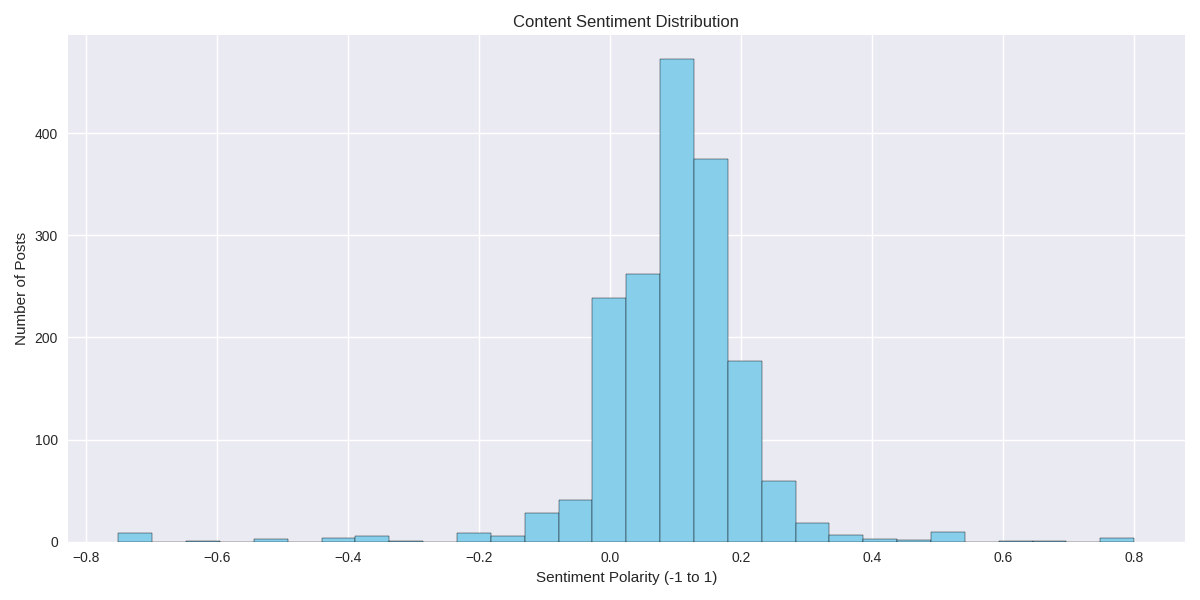 Content Sentiment Distribution
Number of Posts
400
300
200
100
0
−0.8 −0.6 −0.4 −0.2 0.0 0.2 0.4 0.6 0.8
Sentiment Polarity (-1 to 1)